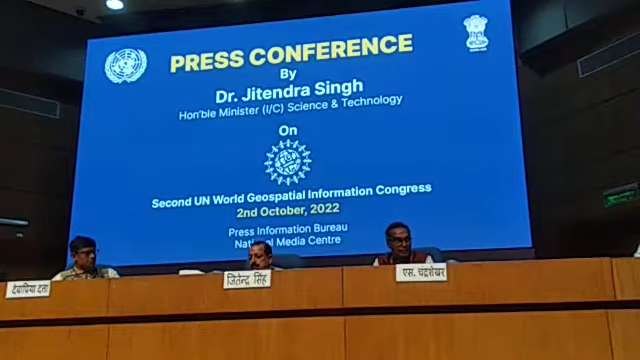 PRESS CONFERENCE
By
Dr. Jitendra Singh
Hon'ble Minister (I/C) Science & Technology
On
Second UN World Geospatial Information Congress
2nd October, 2022
Press Information Bureau
National Media Centre
देवाप्रिया दत्ता
जितेन्द्र सिंह
एस. चंद्रशेखर